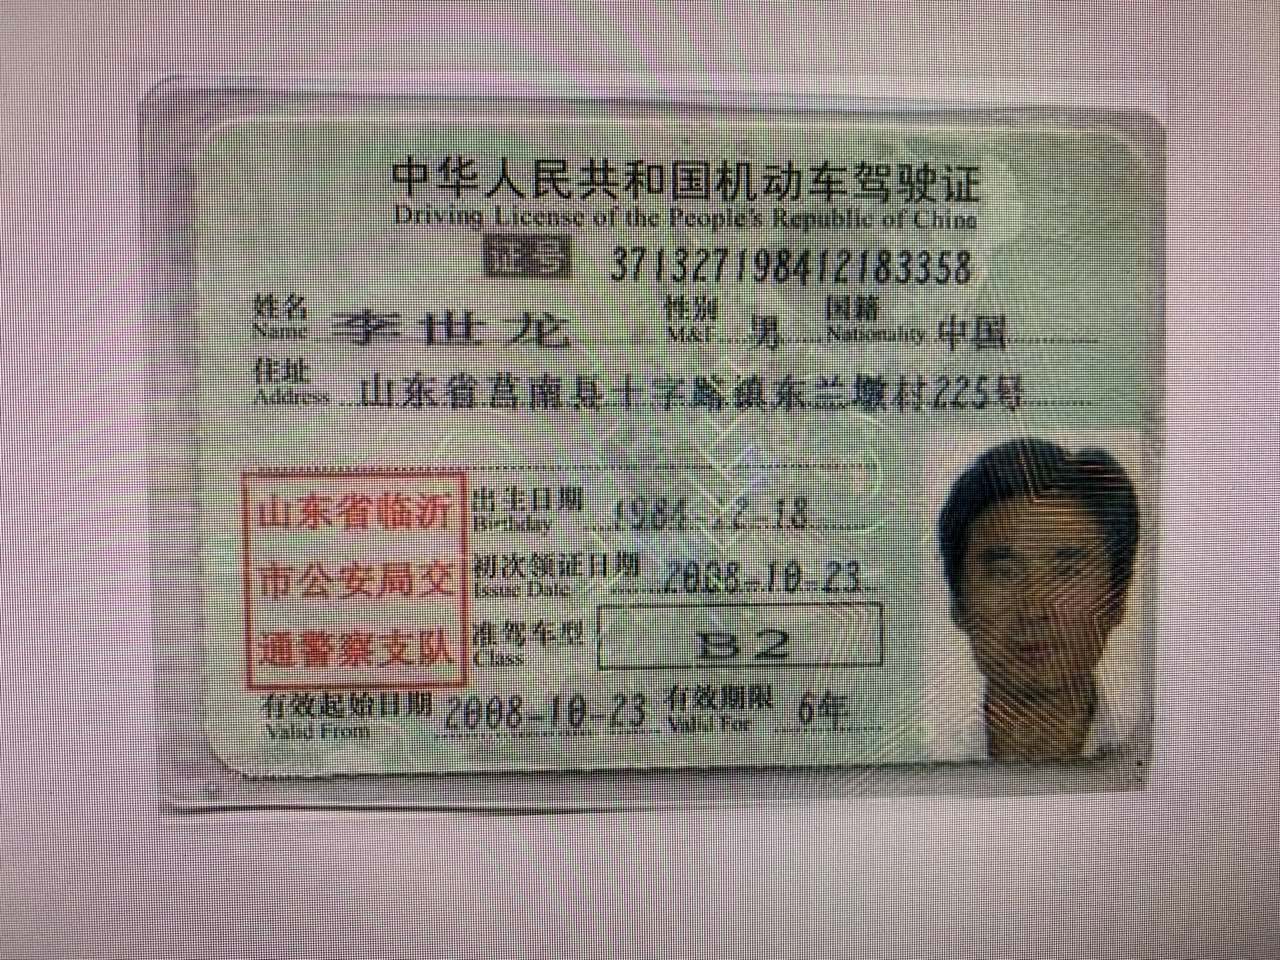 中华人民共和国机动车驾驶证
Driving License of the People's Republic of China
证号 371327198412183358
姓名 李世龙 性别 男 国籍 中国
Name M&F Nationality
住址 山东省莒南县十字路镇东兰墩村225号
Address
山东省临沂
市公安局交
通警察支队
出生日期 1984-12-18
Birthday
初次领证日期 2008-10-23
Issue Date
准驾车型 B2
Class
有效起始日期 2008-10-23 有效期限 6年
Valid From Valid For